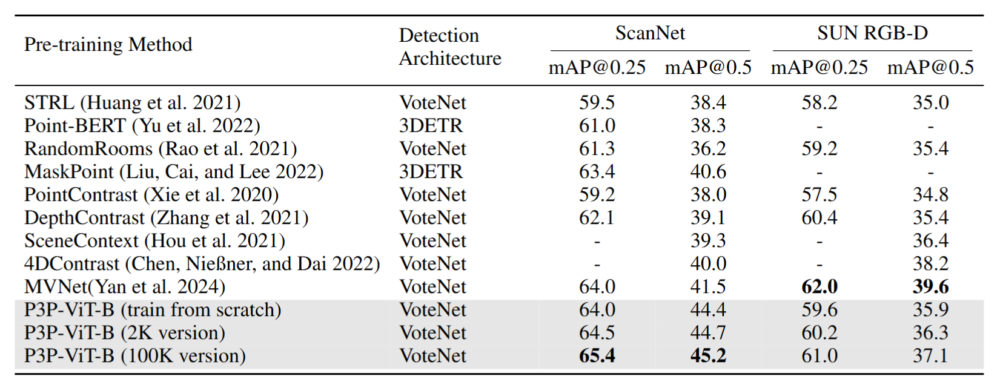 Pre-training Method Detection Architecture ScanNet SUN RGB-D
mAP@0.25 mAP@0.5 mAP@0.25 mAP@0.5
STRL (Huang et al. 2021) VoteNet 59.5 38.4 58.2 35.0
Point-BERT (Yu et al. 2022) 3DETR 61.0 38.3 - -
RandomRooms (Rao et al. 2021) VoteNet 61.3 36.2 59.2 35.4
MaskPoint (Liu, Cai, and Lee 2022) 3DETR 63.4 40.6 - -
PointContrast (Xie et al. 2020) VoteNet 59.2 38.0 57.5 34.8
DepthContrast (Zhang et al. 2021) VoteNet 62.1 39.1 60.4 35.4
SceneContext (Hou et al. 2021) VoteNet - 39.3 - 36.4
4DContrast (Chen, Nießner, and Dai 2022) VoteNet - 40.0 - 38.2
MVNet(Yan et al. 2024) VoteNet 64.0 41.5 62.0 39.6
P3P-ViT-B (train from scratch) VoteNet 64.0 44.4 59.6 35.9
P3P-ViT-B (2K version) VoteNet 64.5 44.7 60.2 36.3
P3P-ViT-B (100K version) VoteNet 65.4 45.2 61.0 37.1